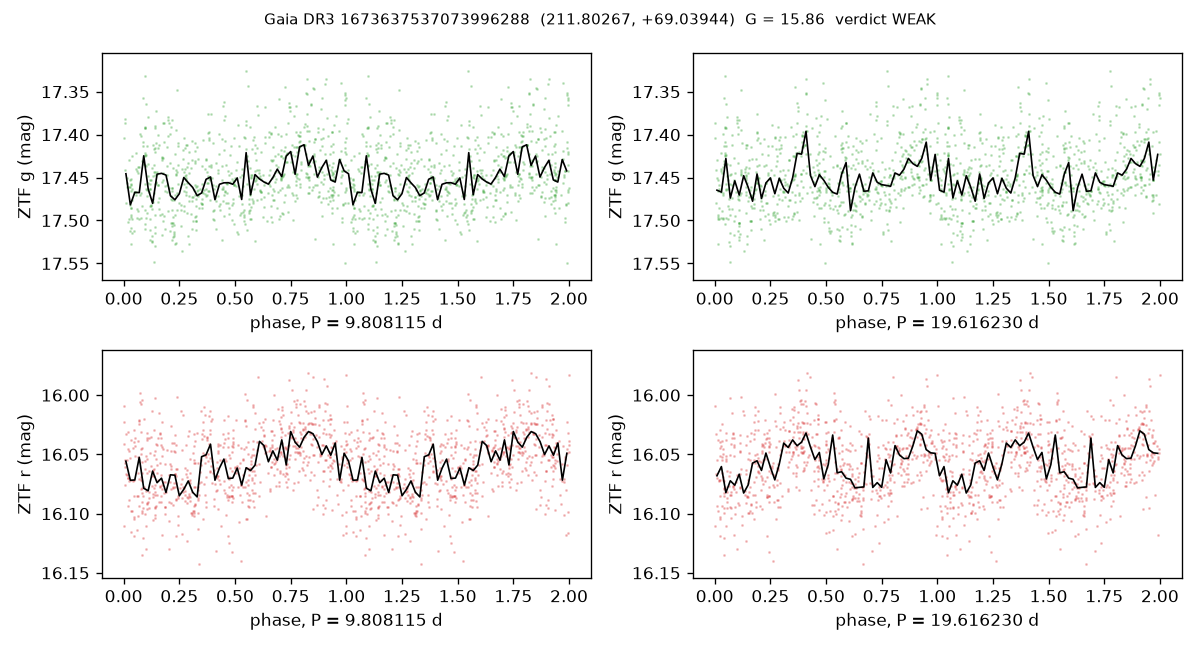 Gaia DR3 1673637537073996288  (211.80267, +69.03944)  G = 15.86  verdict WEAK
ZTF g (mag)
17.35
17.40
17.45
17.50
17.55
0.00 0.25 0.50 0.75 1.00 1.25 1.50 1.75 2.00
phase, P = 9.808115 d
ZTF g (mag)
17.35
17.40
17.45
17.50
17.55
0.00 0.25 0.50 0.75 1.00 1.25 1.50 1.75 2.00
phase, P = 19.616230 d
ZTF r (mag)
16.00
16.05
16.10
16.15
0.00 0.25 0.50 0.75 1.00 1.25 1.50 1.75 2.00
phase, P = 9.808115 d
ZTF r (mag)
16.00
16.05
16.10
16.15
0.00 0.25 0.50 0.75 1.00 1.25 1.50 1.75 2.00
phase, P = 19.616230 d